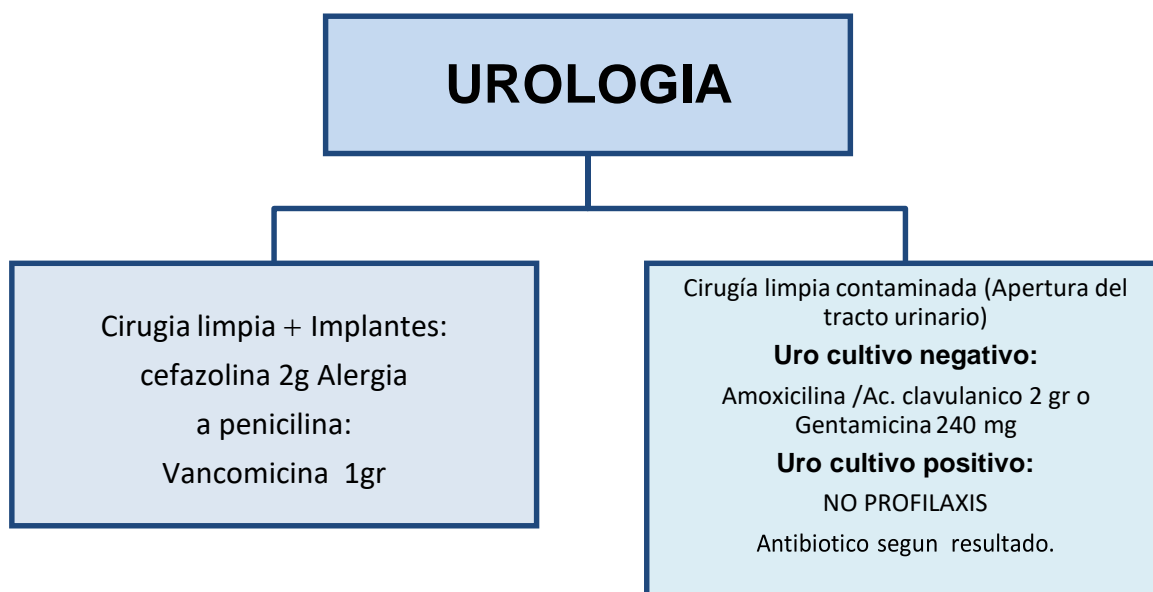 UROLOGIA
Cirugia limpia + Implantes:
cefazolina 2g Alergia
a penicilina:
Vancomicina 1gr
Cirugía limpia contaminada (Apertura del
tracto urinario)
Uro cultivo negativo:
Amoxicilina /Ac. clavulanico 2 gr o
Gentamicina 240 mg
Uro cultivo positivo:
NO PROFILAXIS
Antibiotico segun resultado.